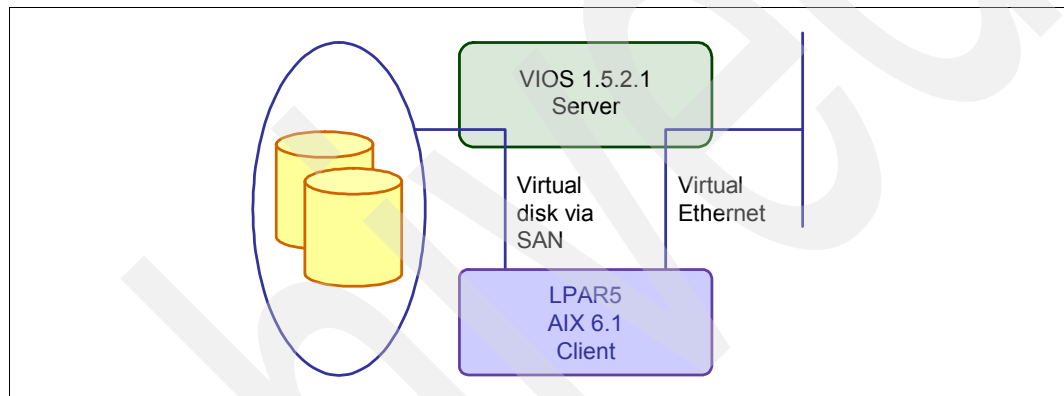 VIOS 1.5.2.1
Server
Virtual
disk via
SAN
Virtual
Ethernet
LPAR5
AIX 6.1
Client